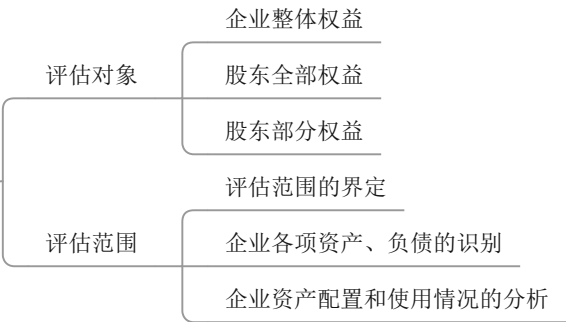 企业整体权益
评估对象
股东全部权益
股东部分权益
评估范围的界定
评估范围
企业各项资产、负债的识别
企业资产配置和使用情况的分析